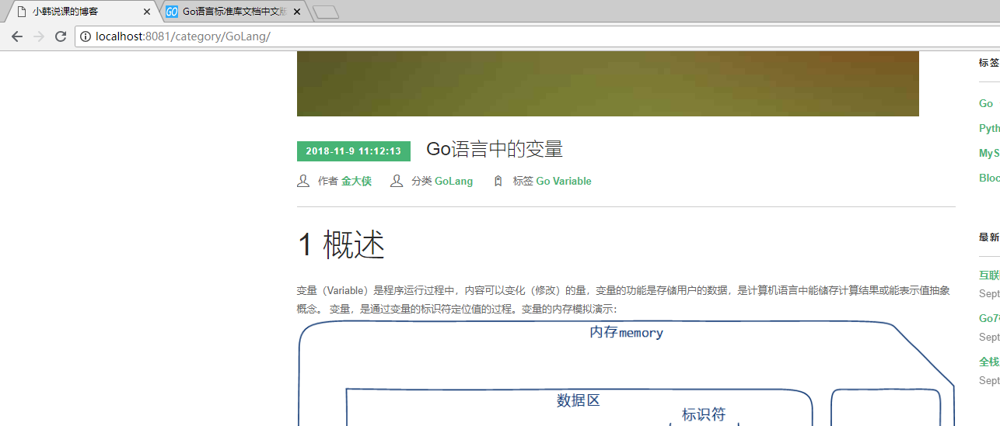 小韩说课的博客
GO Go语言标准库文档中文版
localhost:8081/category/GoLang/
2018-11-9 11:12:13 Go语言中的变量
作者 金大侠 分类 GoLang 标签 Go Variable
1 概述
变量（Variable）是程序运行过程中，内容可以变化（修改）的量，变量的功能是存储用户的数据，是计算机语言中能储存计算结果或能表示值抽象
概念。 变量，是通过变量的标识符定位值的过程。变量的内存模拟演示：
内存memory
数据区
标识符
标签
Go
Pyth
MyS
Bloc
最新
互联
Sept
Go7
Sept
全栈
Sept